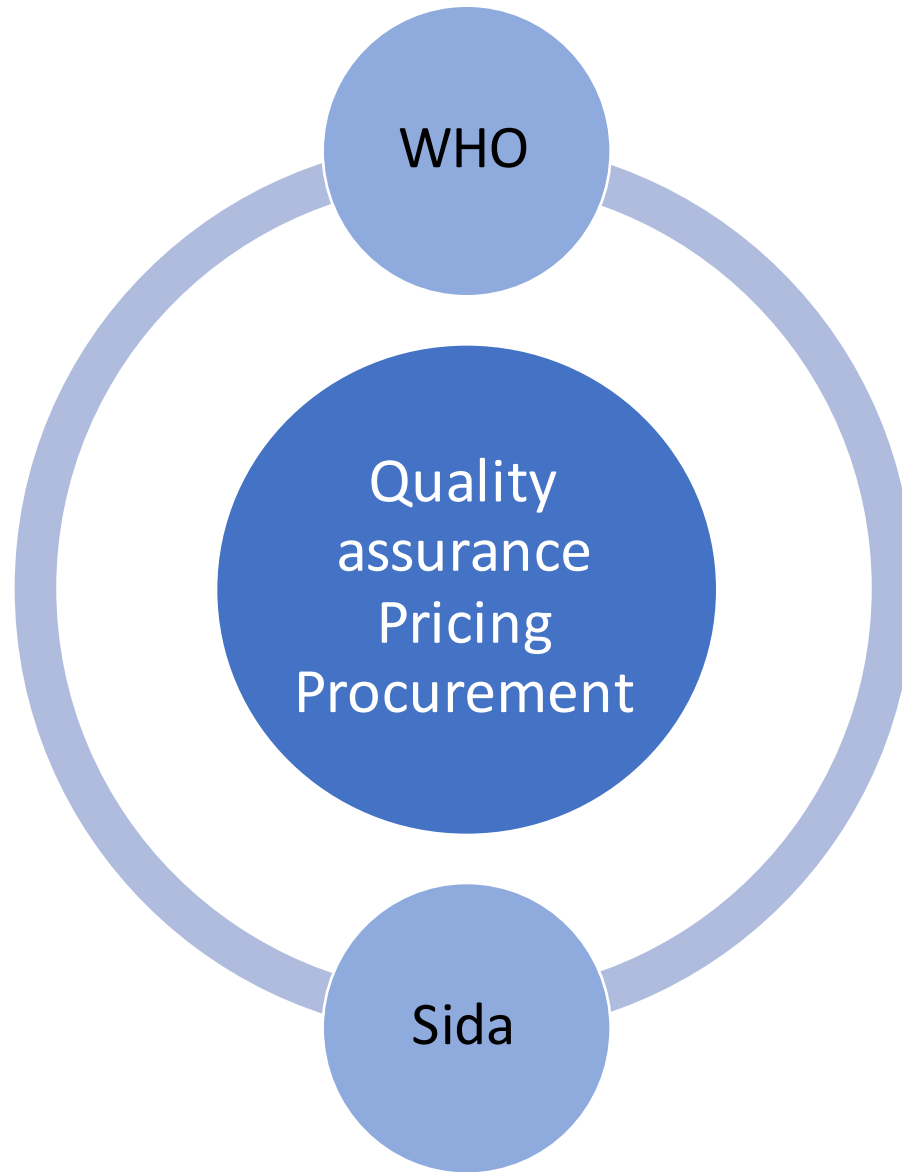 WHO
Quality
assurance
Pricing
Procurement
Sida